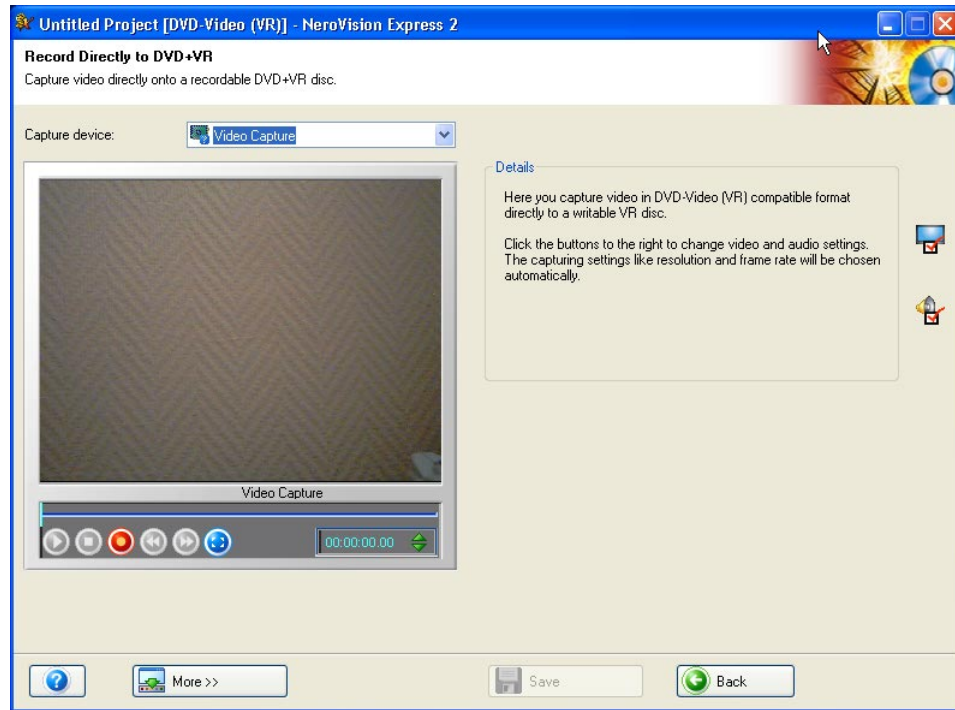 Untitled Project [DVD-Video (VR)] - NeroVision Express 2
Record Directly to DVD+VR
Capture video directly onto a recordable DVD+VR disc.
Capture device:
Video Capture
Details
Here you capture video in DVD-Video (VR) compatible format
directly to a writable VR disc.
Click the buttons to the right to change video and audio settings.
The capturing settings like resolution and frame rate will be chosen
automatically.
Video Capture
00:00:00.00
?
More >>
Save
Back